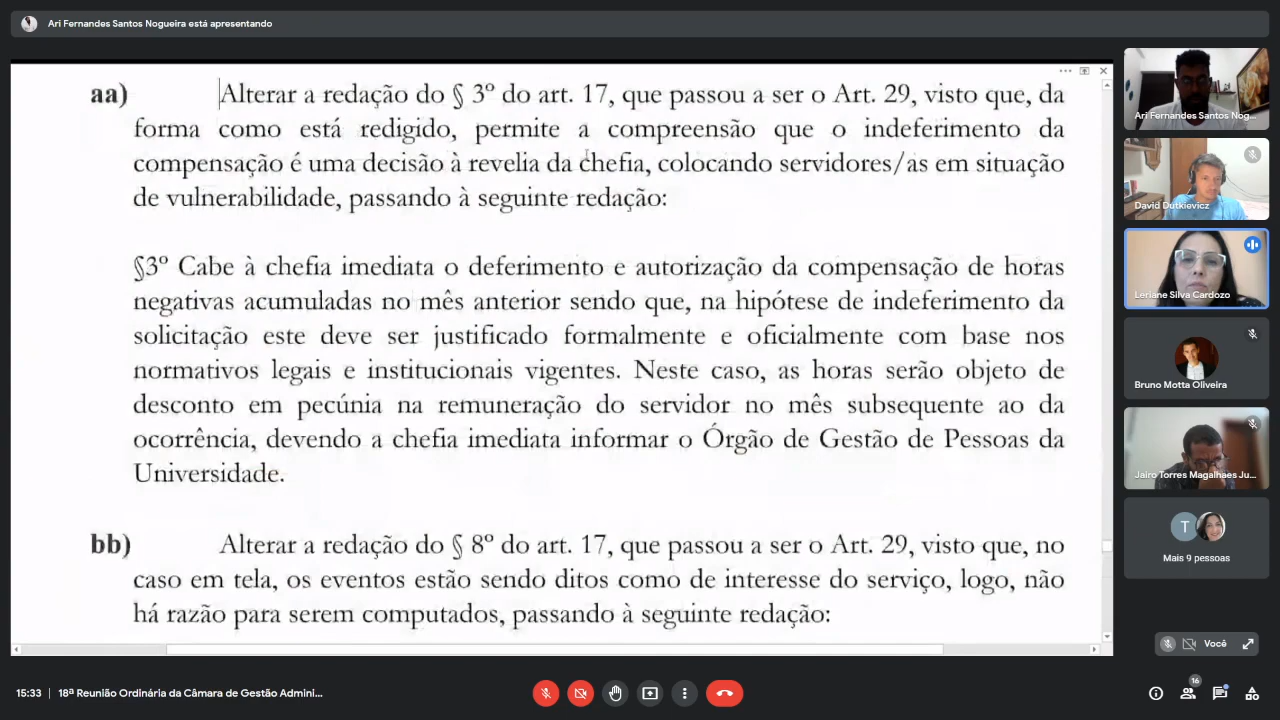 Ari Fernandes Santos Nogueira está apresentando
aa) Alterar a redação do § 3º do art. 17, que passou a ser o Art. 29, visto que, da
forma como está redigido, permite a compreensão que o indeferimento da
compensação é uma decisão à revelia da chefia, colocando servidores/as em situação
de vulnerabilidade, passando à seguinte redação:
§3º Cabe à chefia imediata o deferimento e autorização da compensação de horas
negativas acumuladas no mês anterior sendo que, na hipótese de indeferimento da
solicitação este deve ser justificado formalmente e oficialmente com base nos
normativos legais e institucionais vigentes. Neste caso, as horas serão objeto de
desconto em pecúnia na remuneração do servidor no mês subsequente ao da
ocorrência, devendo a chefia imediata informar o Órgão de Gestão de Pessoas da
Universidade.
bb) Alterar a redação do § 8º do art. 17, que passou a ser o Art. 29, visto que, no
caso em tela, os eventos estão sendo ditos como de interesse do serviço, logo, não
há razão para serem computados, passando à seguinte redação:
Ari Fernandes Santos Nog...
David Dutkievicz
Leriane Silva Cardozo
Bruno Motta Oliveira
Jairo Torres Magalhaes Ju...
T
Mais 9 pessoas
Você
15:33 | 18ª Reunião Ordinária da Câmara de Gestão Admini...
16